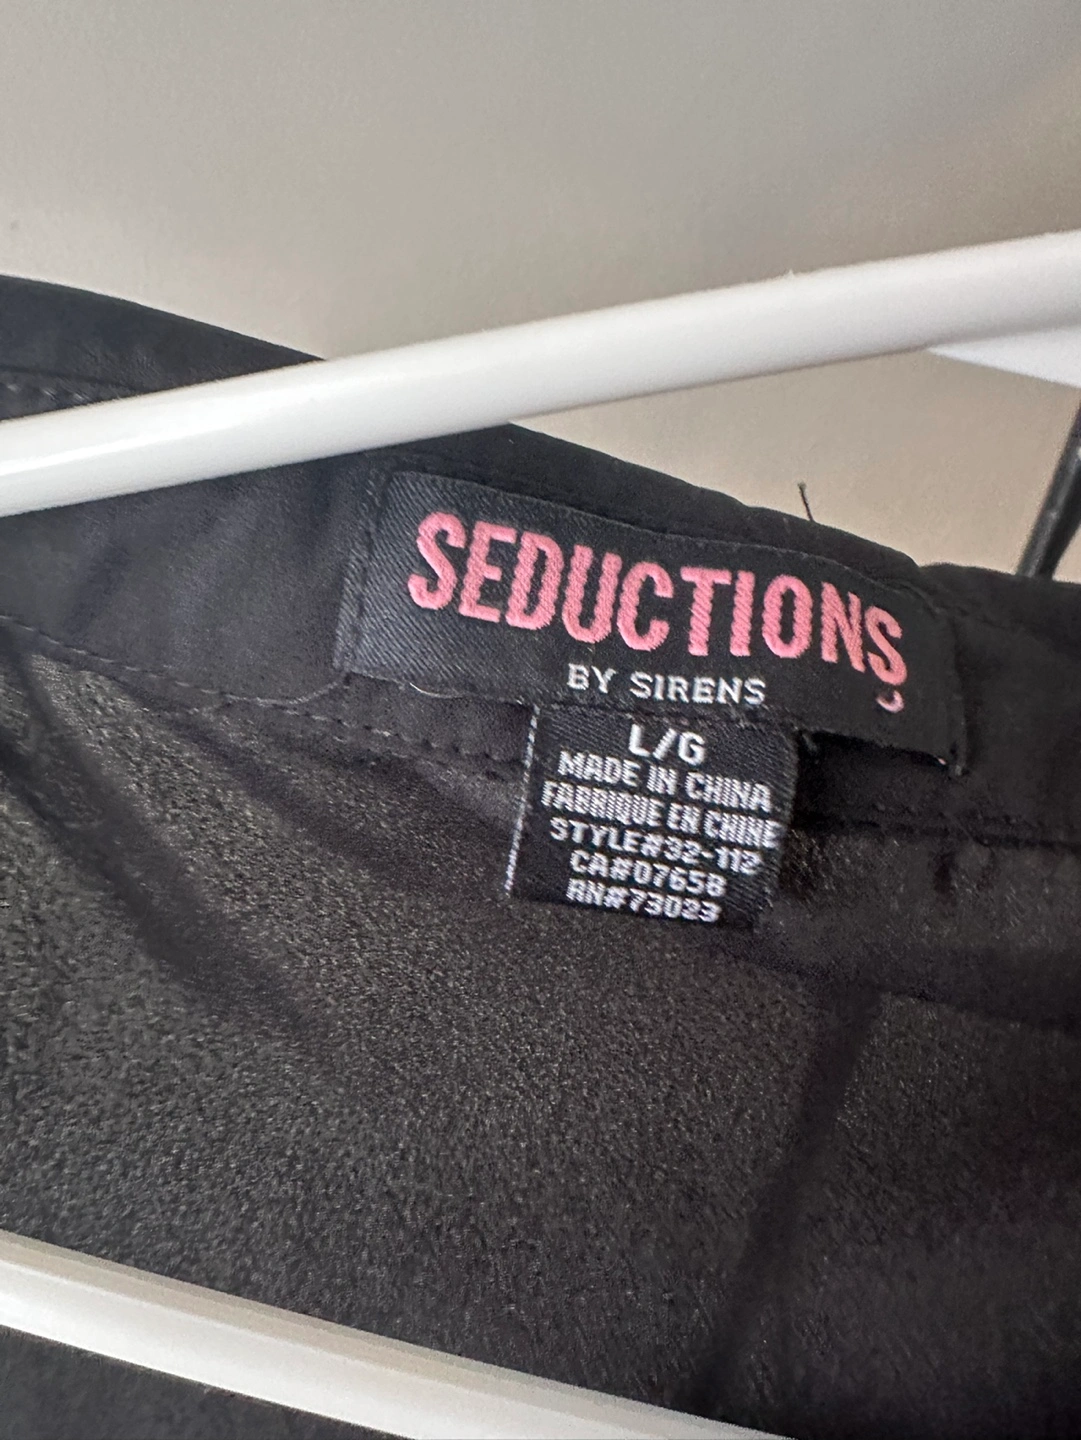 SEDUCTIONS
BY SIRENS
L/G
MADE IN CHINA
FABRIQUE EN CHINE
STYLE#32-112
CA#07658
RN#73023